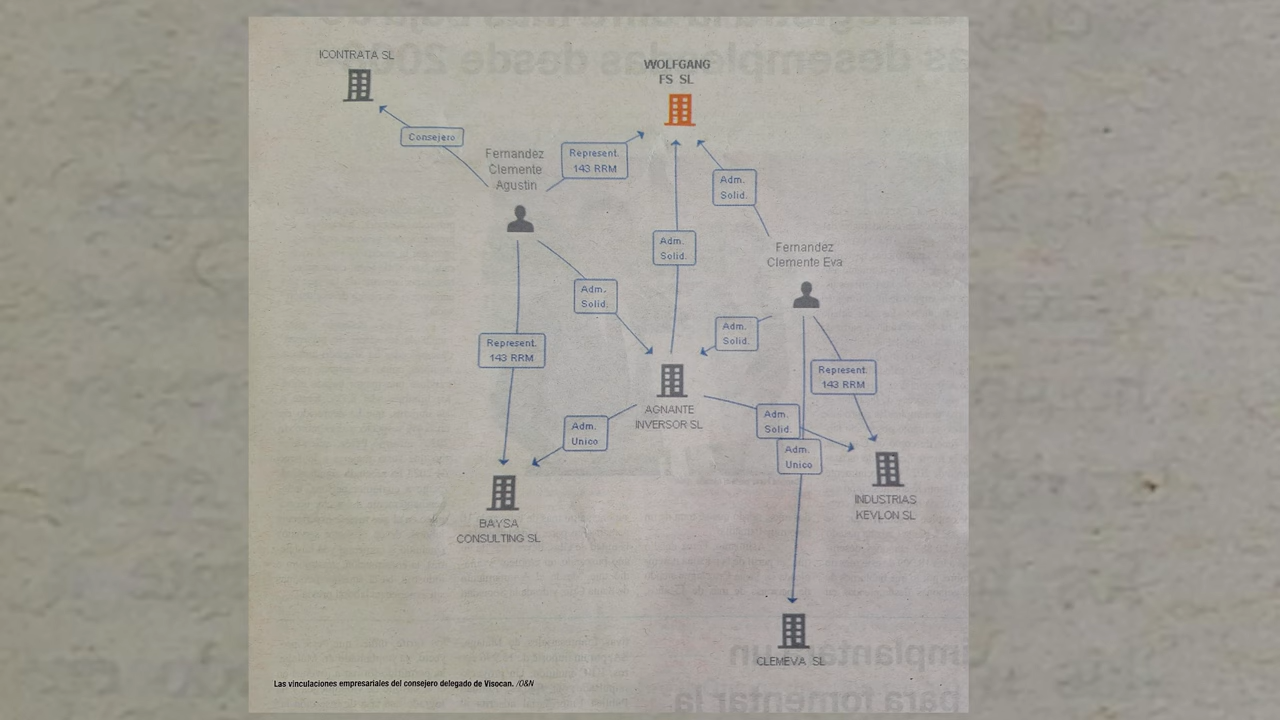 ICONTRATA SL
WOLFGANG
FS SL
Consejero
Fernandez
Clemente
Agustin
Represent.
143 RRM
Adm.
Solid.
Adm.
Solid.
Fernandez
Clemente Eva
Adm.
Solid.
Adm.
Solid.
Represent.
143 RRM
Represent.
143 RRM
AGNANTE
INVERSOR SL
Adm.
Solid.
Adm.
Unico
Adm.
Unico
INDUSTRIAS
KEVLON SL
BAYSA
CONSULTING SL
CLEMEVA SL
Las vinculaciones empresariales del consejero delegado de Visocan. /O&N